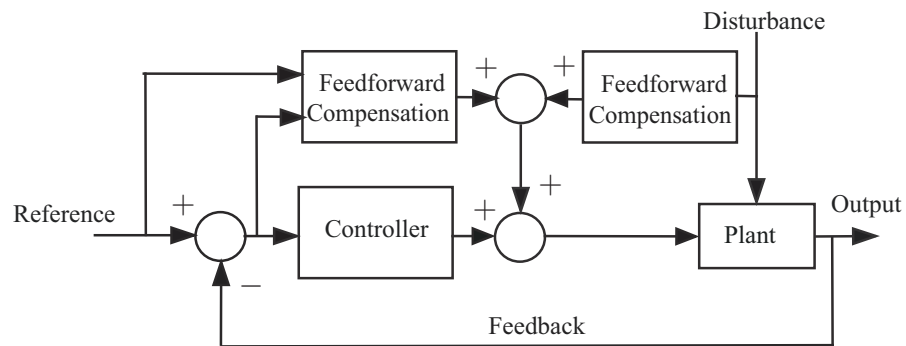 Disturbance
Feedforward
Compensation
+
+
Feedforward
Compensation
+
Reference
+
Controller
+
Plant
Output
−
Feedback